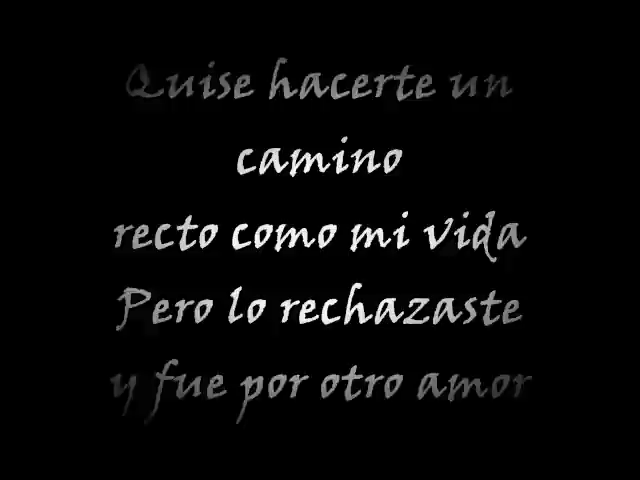 Quise hacerte un
camino
recto como mi vida
Pero lo rechazaste
y fue por otro amor